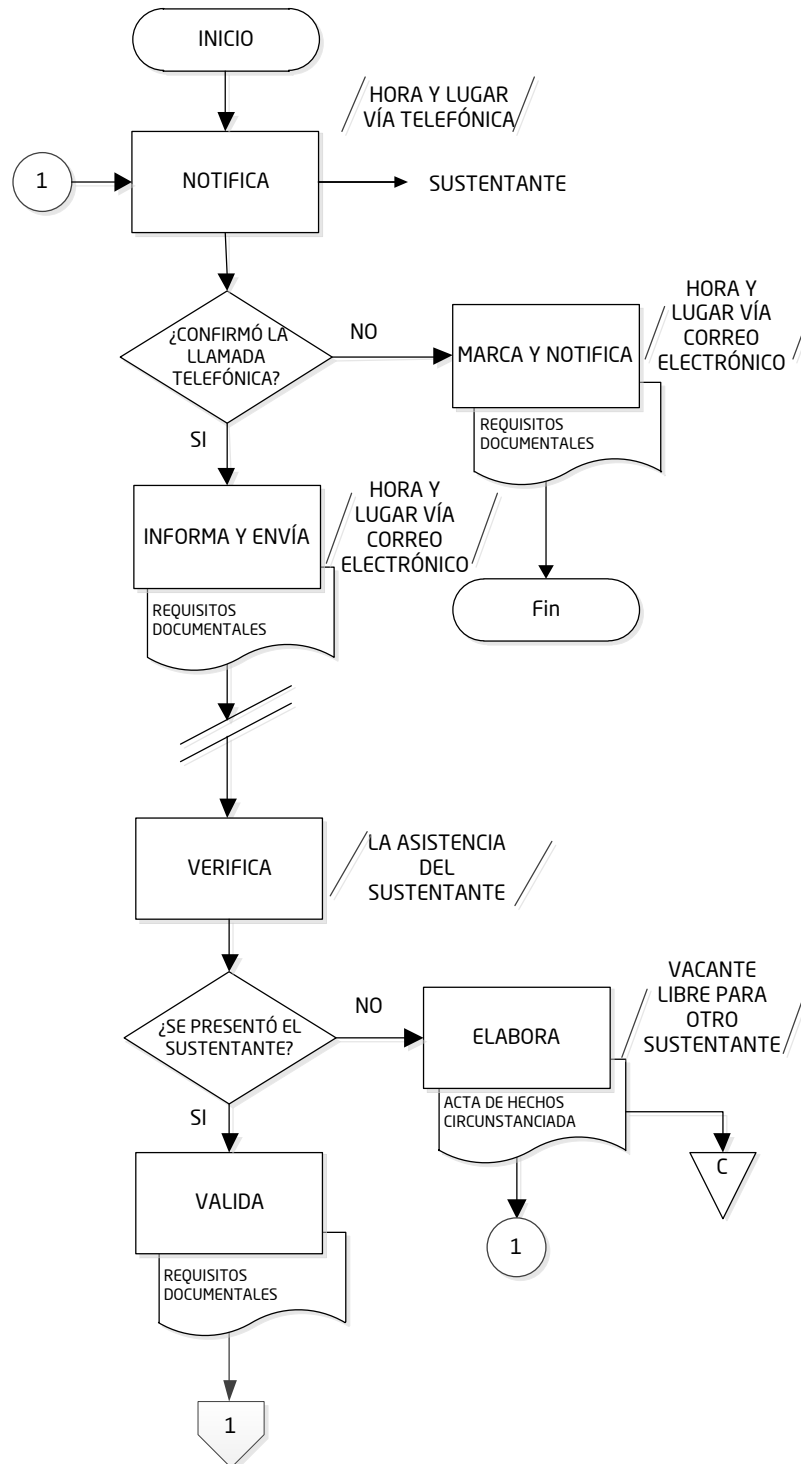 INICIO
HORA Y LUGAR
VÍA TELEFÓNICA
1
NOTIFICA
SUSTENTANTE
¿CONFIRMÓ LA
LLAMADA
TELEFÓNICA?
NO
MARCA Y NOTIFICA
HORA Y
LUGAR VÍA
CORREO
ELECTRÓNICO
REQUISITOS
DOCUMENTALES
SI
INFORMA Y ENVÍA
HORA Y
LUGAR VÍA
CORREO
ELECTRÓNICO
REQUISITOS
DOCUMENTALES
Fin
VERIFICA
LA ASISTENCIA
DEL
SUSTENTANTE
¿SE PRESENTÓ EL
SUSTENTANTE?
NO
ELABORA
VACANTE
LIBRE PARA
OTRO
SUSTENTANTE
ACTA DE HECHOS
CIRCUNSTANCIADA
C
1
SI
VALIDA
REQUISITOS
DOCUMENTALES
1